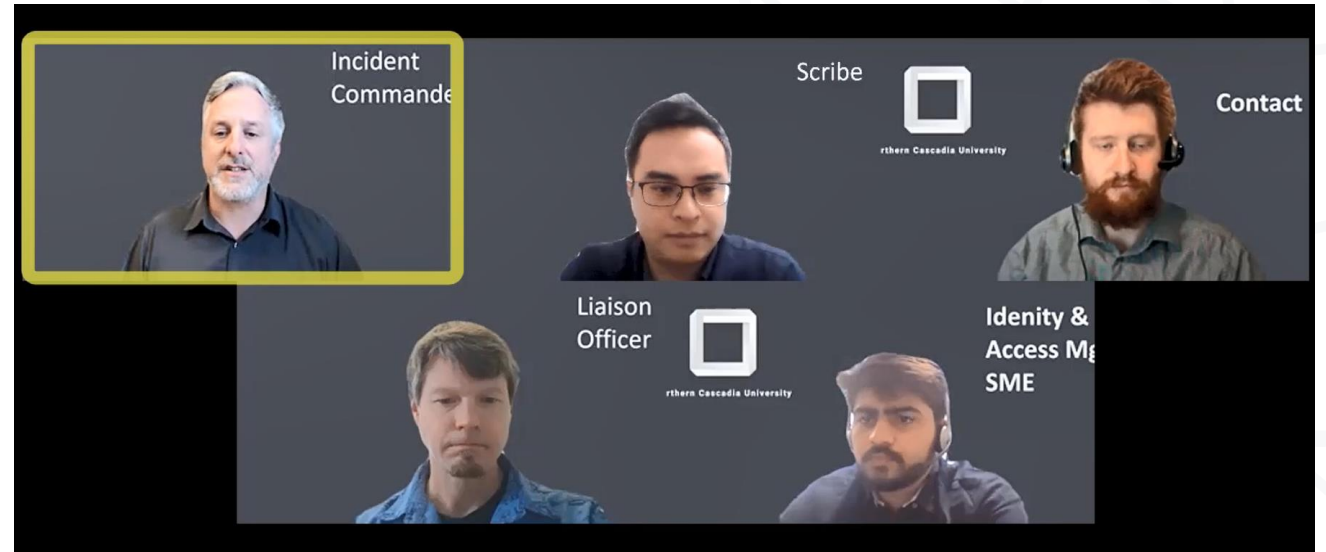 Incident
Commande
Scribe
rthern Cascadia University
Contact
Liaison
Officer
rthern Cascadia University
Idenity &
Access Mg
SME